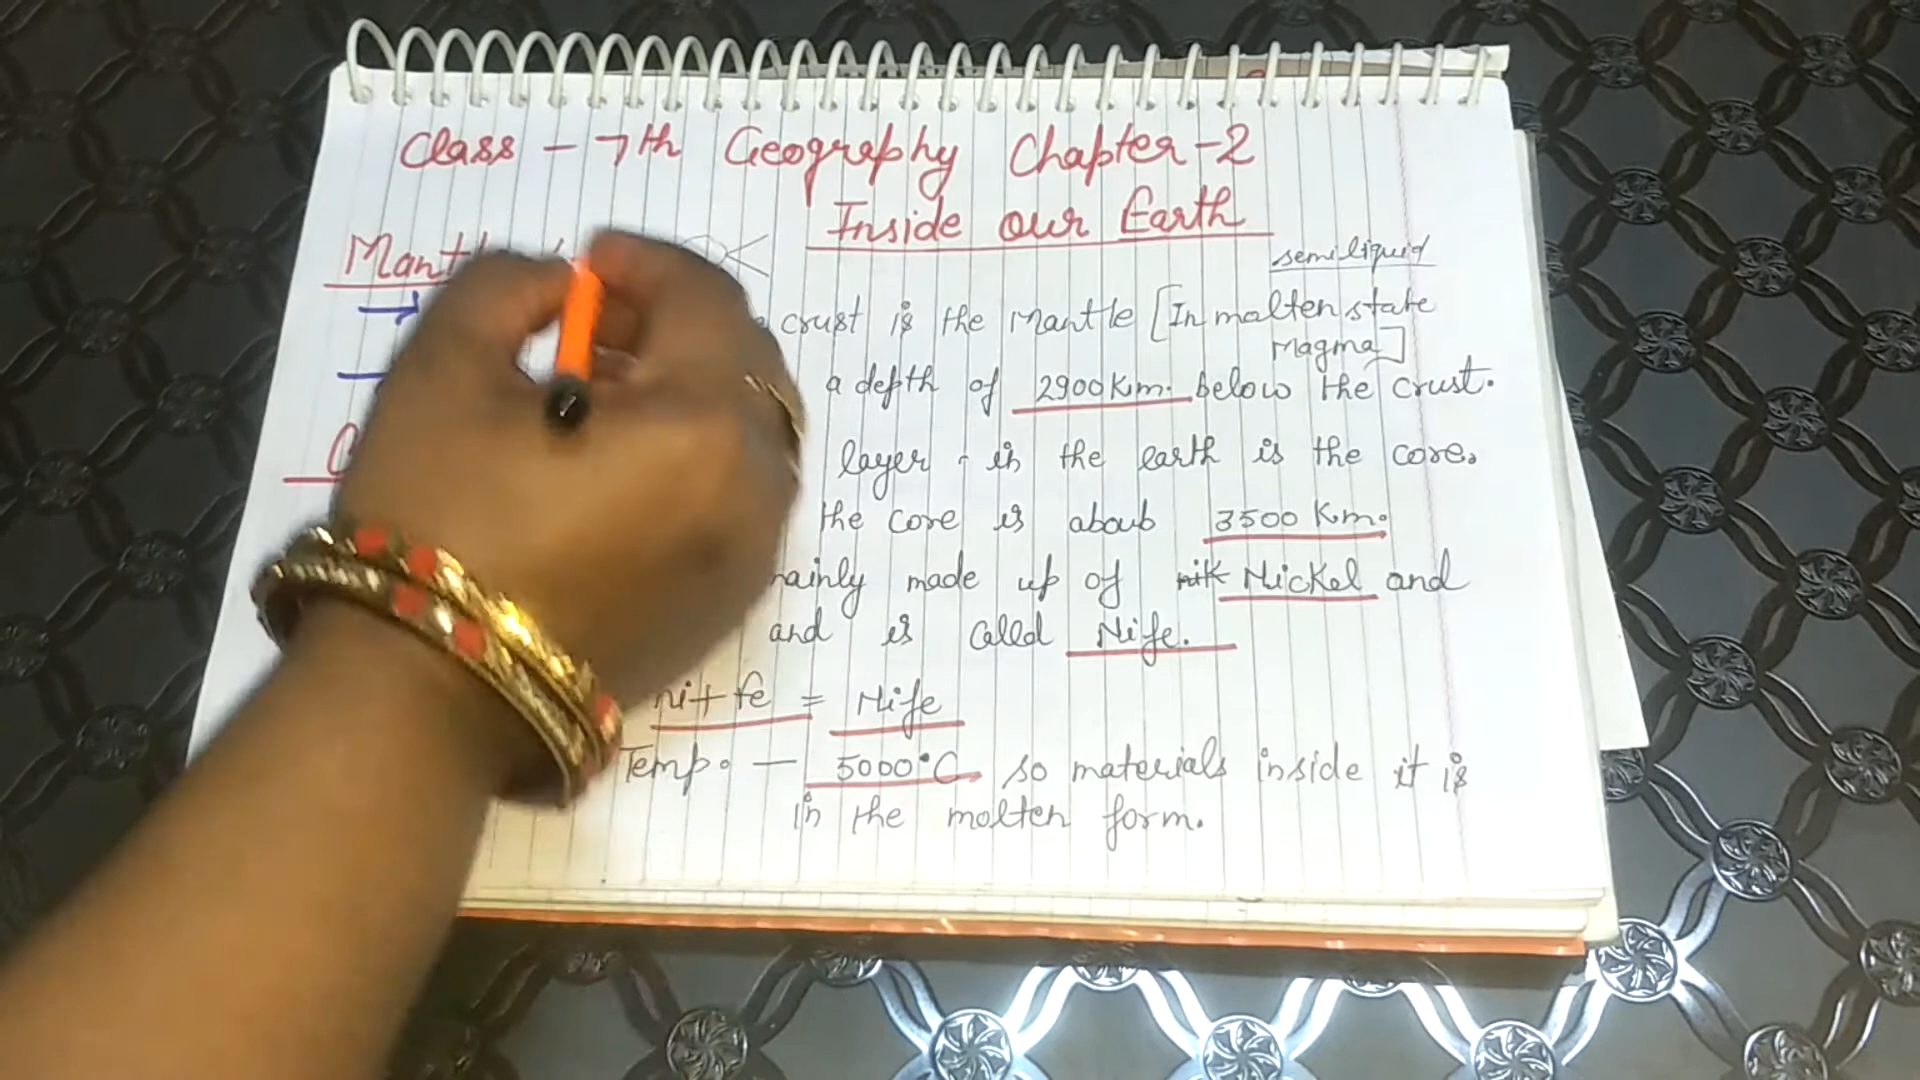 Class - 7th Geography Chapter-2
Inside our Earth
semiliquid
crust is the Mantle [In malten state
Magma]
a depth of 2900 Km. below the crust.
layer in the earth is the core.
the core is about 3500 Km.
made up of nik Nickel and
and is called Nife.
ni+fe = Nife
Temp. — 5000°C so materials inside it is
in the molten form.